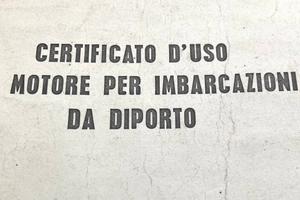 CERTIFICATO D'USO
MOTORE PER IMBARCAZIONI
DA DIPORTO